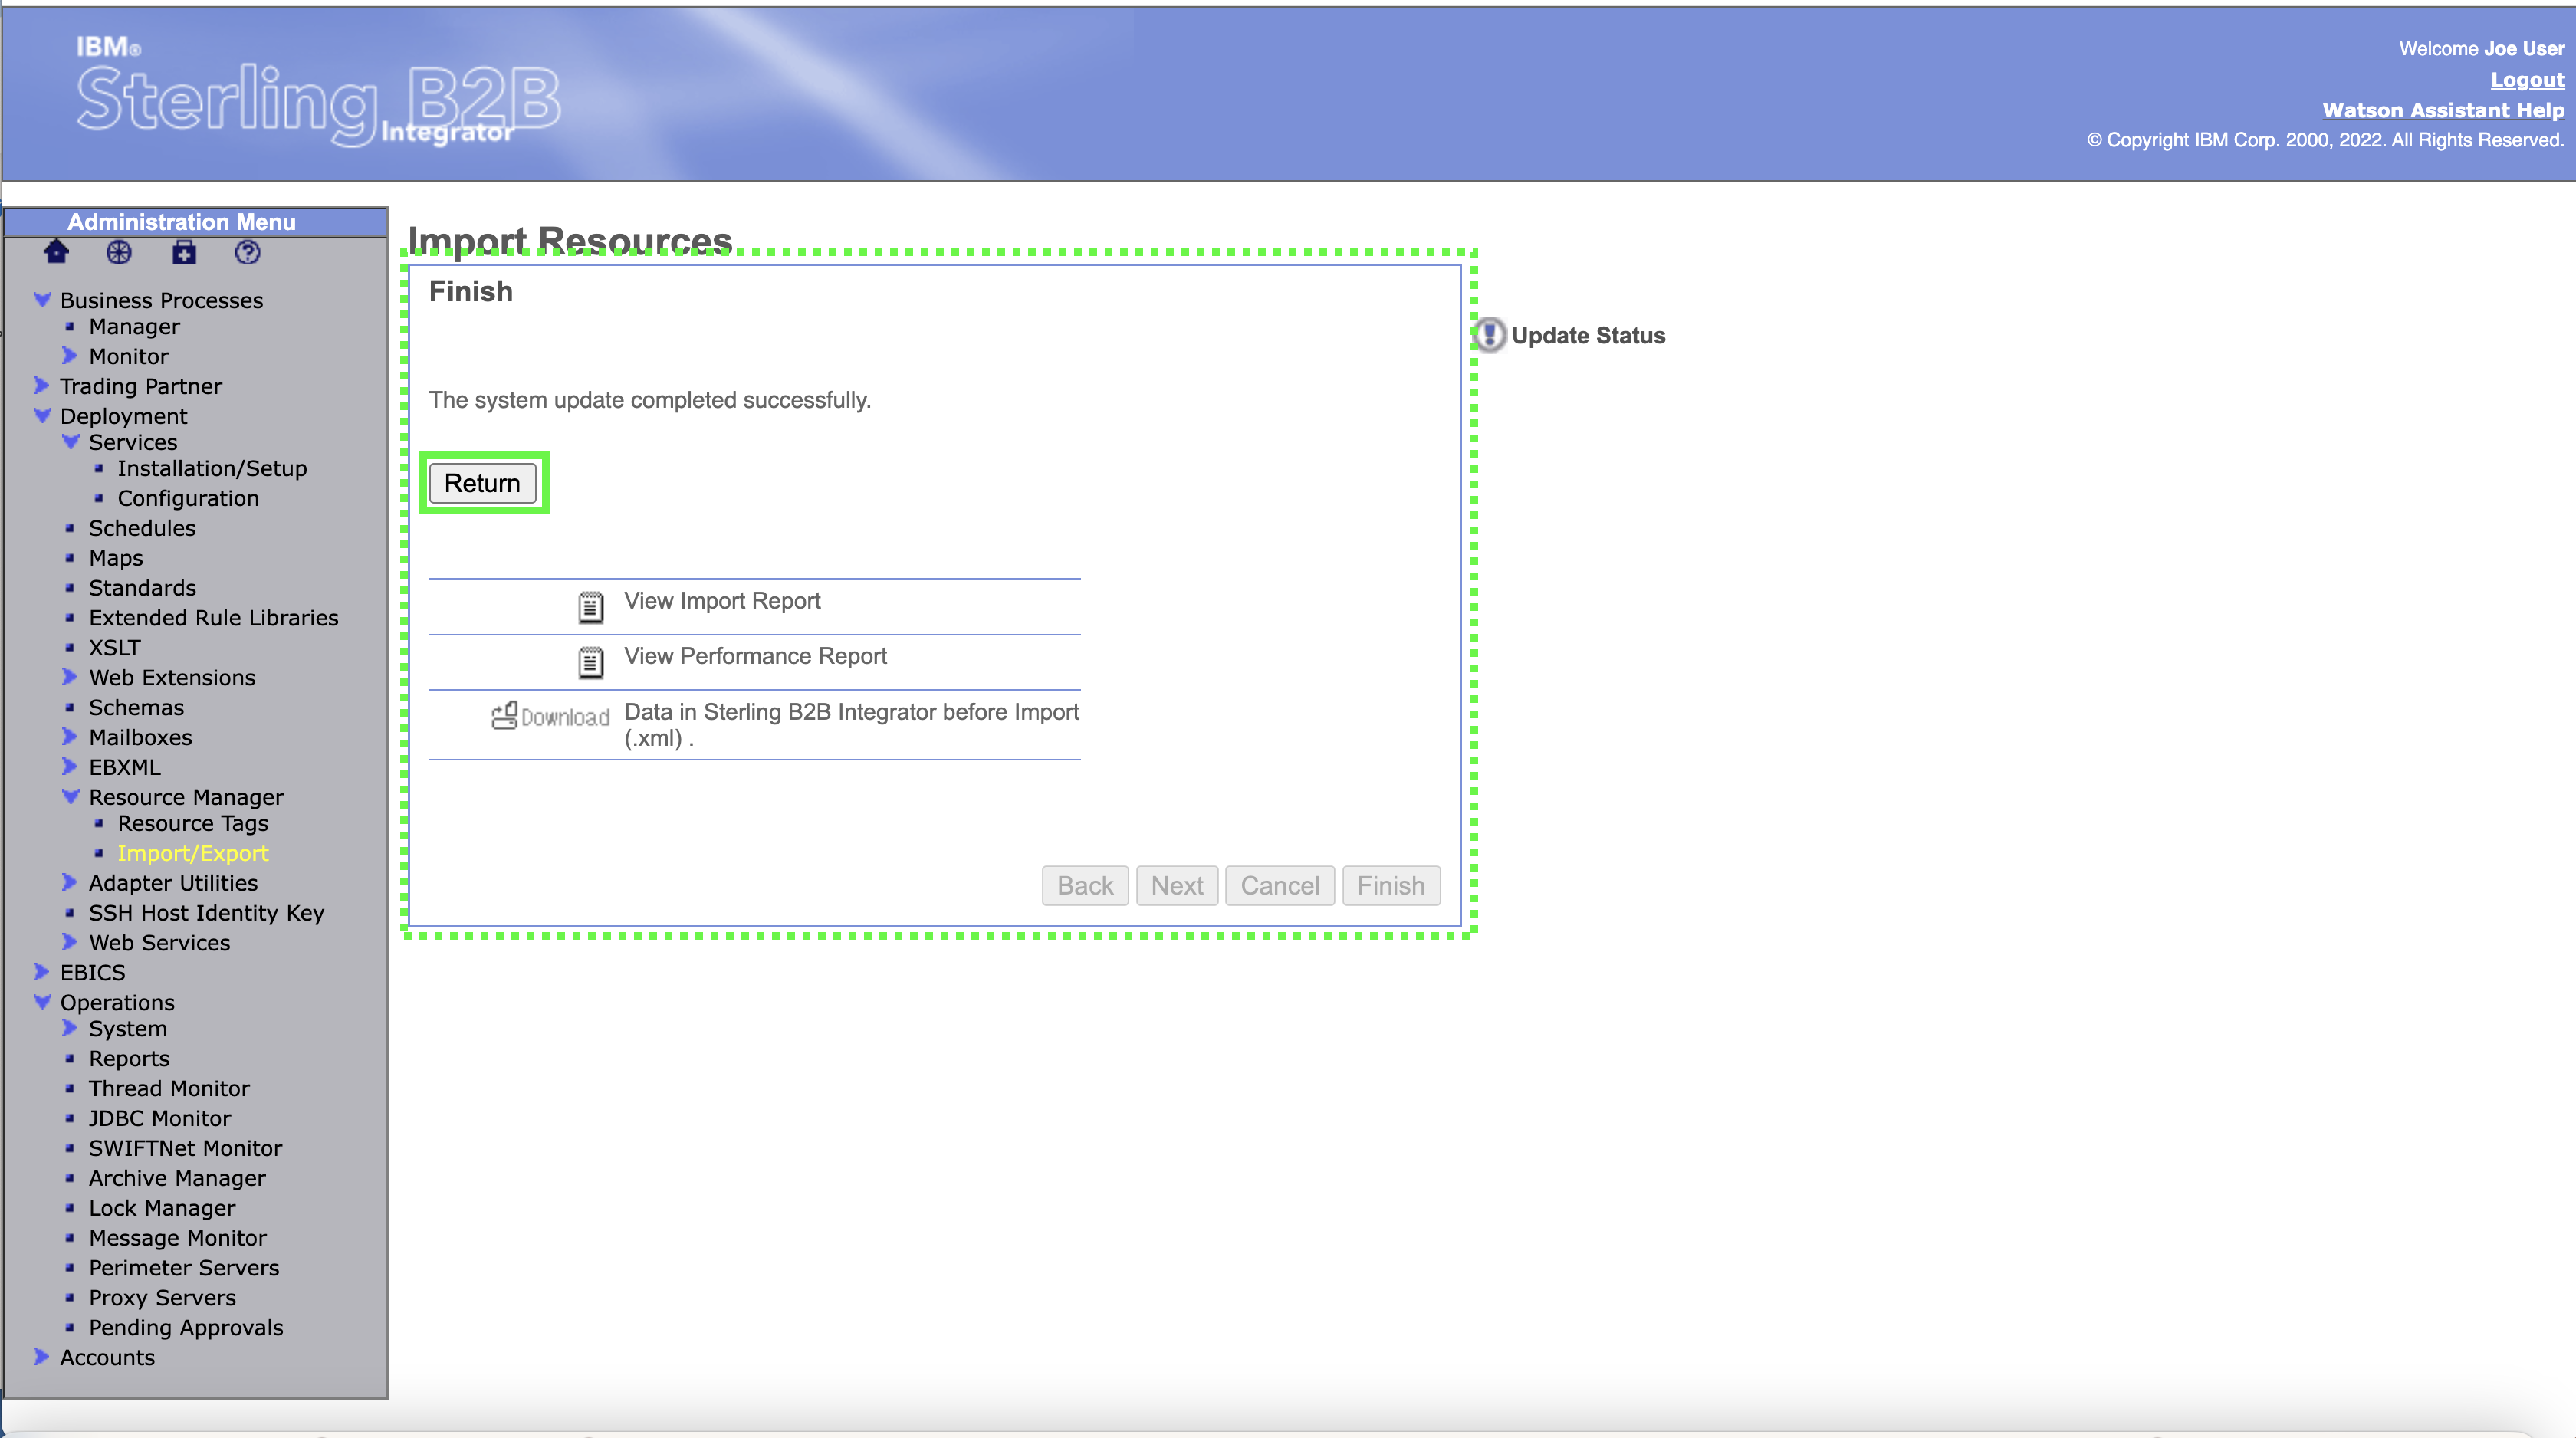 IBM®
Sterling B2B
Integrator
Welcome Joe User
Logout
Watson Assistant Help
© Copyright IBM Corp. 2000, 2022. All Rights Reserved.
Administration Menu
Business Processes
Manager
Monitor
Trading Partner
Deployment
Services
Installation/Setup
Configuration
Schedules
Maps
Standards
Extended Rule Libraries
XSLT
Web Extensions
Schemas
Mailboxes
EBXML
Resource Manager
Resource Tags
Import/Export
Adapter Utilities
SSH Host Identity Key
Web Services
EBICS
Operations
System
Reports
Thread Monitor
JDBC Monitor
SWIFTNet Monitor
Archive Manager
Lock Manager
Message Monitor
Perimeter Servers
Proxy Servers
Pending Approvals
Accounts
Import Resources
Finish
The system update completed successfully.
Return
View Import Report
View Performance Report
Download Data in Sterling B2B Integrator before Import
(.xml) .
Back Next Cancel Finish
Update Status